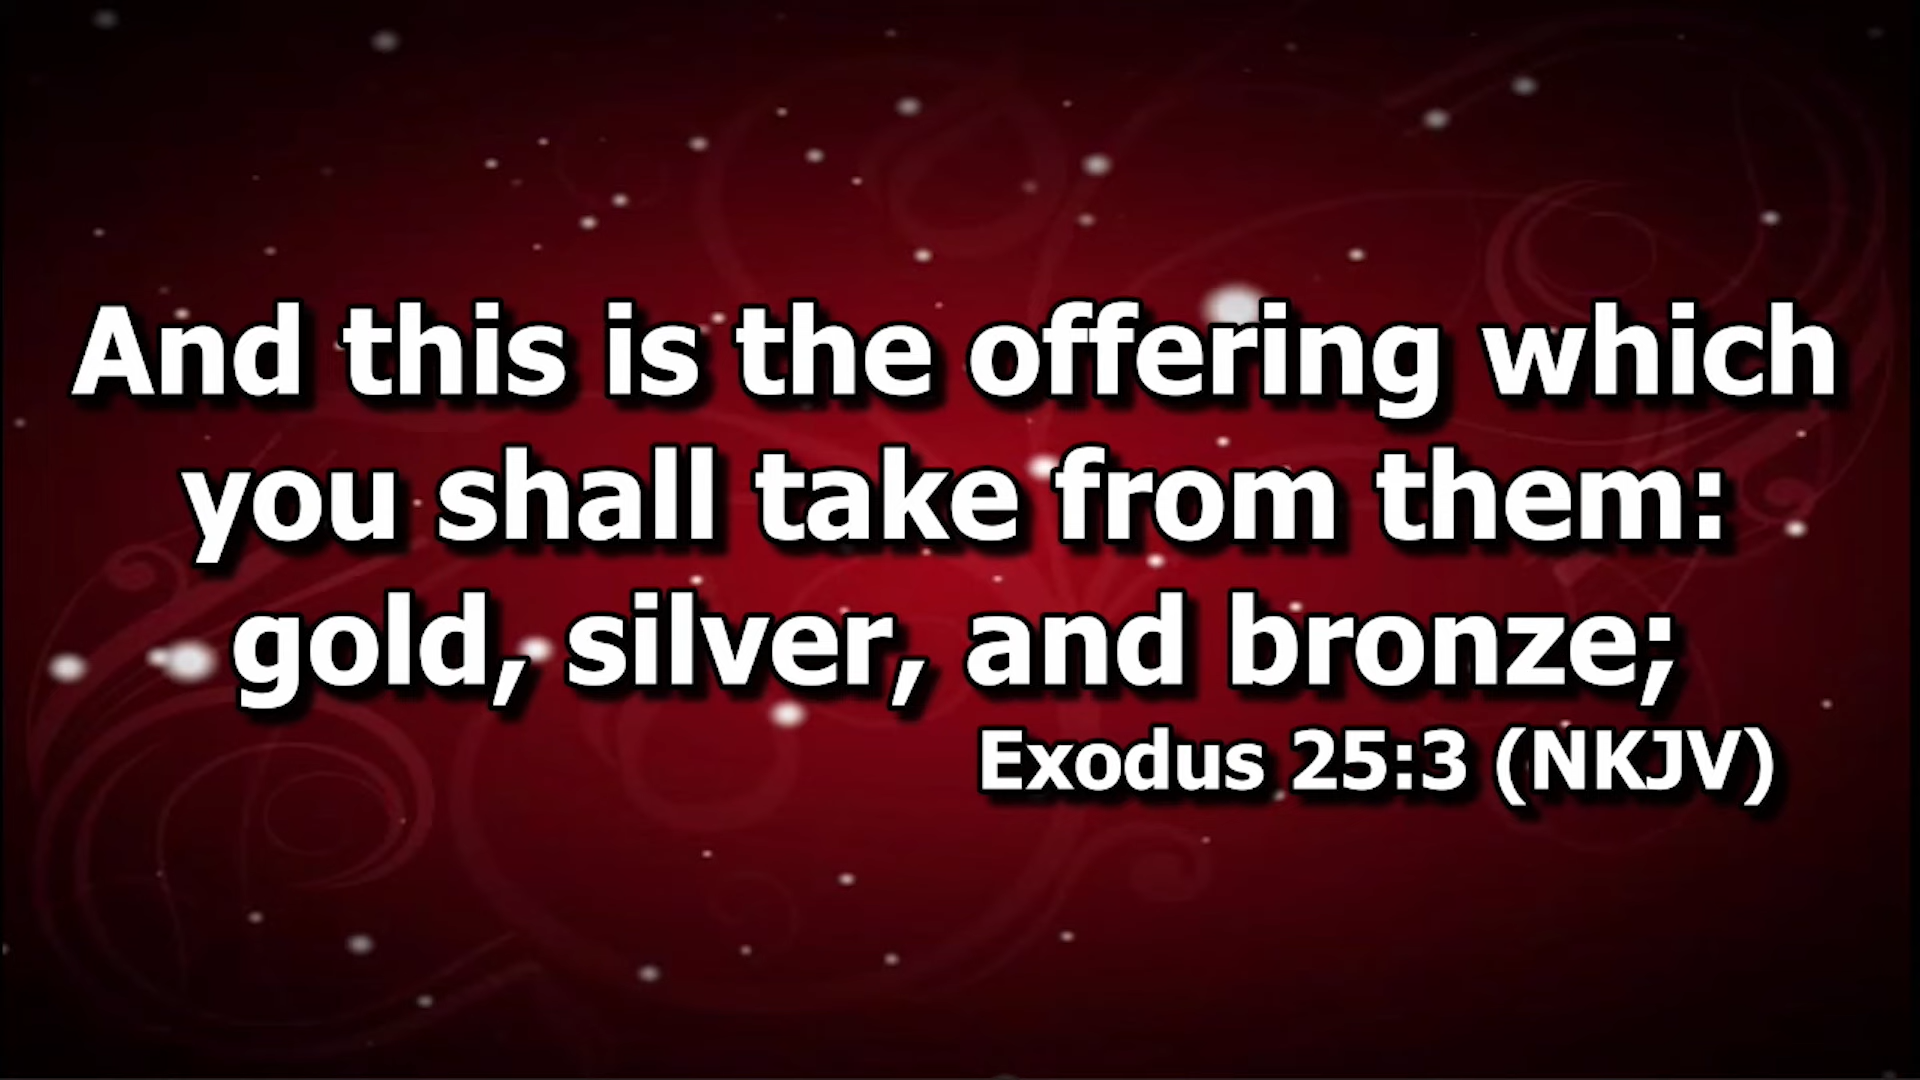 And this is the offering which
you shall take from them:
gold, silver, and bronze;
Exodus 25:3 (NKJV)